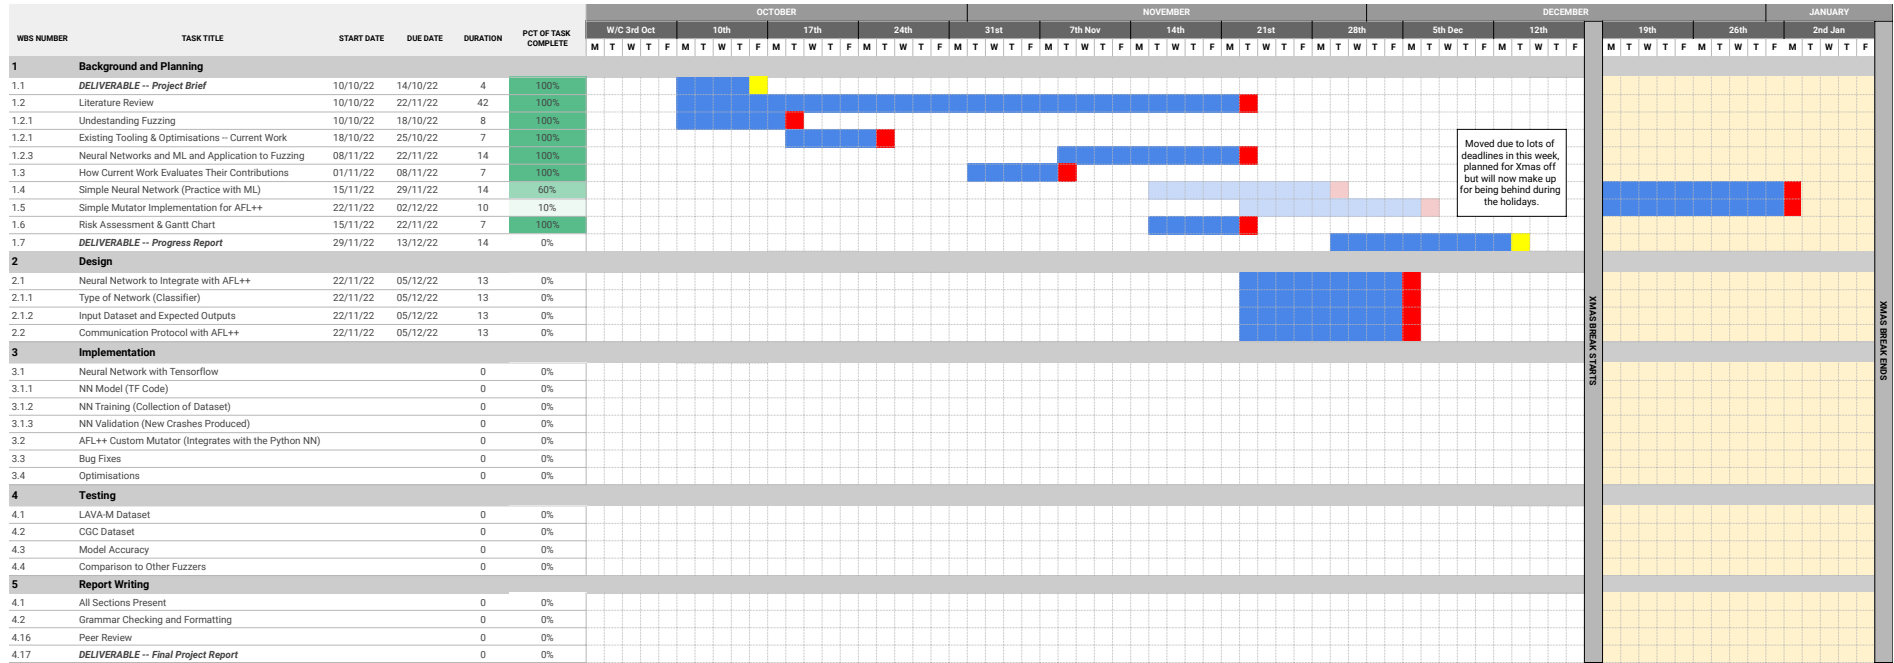 OCTOBER NOVEMBER DECEMBER JANUARY
WBS NUMBER TASK TITLE START DATE DUE DATE DURATION PCT OF TASK COMPLETE
W/C 3rd Oct 10th 17th 24th 31st 7th Nov 14th 21st 28th 5th Dec 12th 19th 26th 2nd Jan
M T W T F M T W T F M T W T F M T W T F M T W T F M T W T F M T W T F M T W T F M T W T F M T W T F M T W T F M T W T F M T W T F M T W T F
1 Background and Planning
1.1 DELIVERABLE -- Project Brief 10/10/22 14/10/22 4 100%
1.2 Literature Review 10/10/22 22/11/22 42 100%
1.2.1 Undestanding Fuzzing 10/10/22 18/10/22 8 100%
1.2.1 Existing Tooling & Optimisations -- Current Work 18/10/22 25/10/22 7 100%
1.2.3 Neural Networks and ML and Application to Fuzzing 08/11/22 22/11/22 14 100%
1.3 How Current Work Evaluates Their Contributions 01/11/22 08/11/22 7 100%
1.4 Simple Neural Network (Practice with ML) 15/11/22 29/11/22 14 60%
1.5 Simple Mutator Implementation for AFL++ 22/11/22 02/12/22 10 10%
1.6 Risk Assessment & Gantt Chart 15/11/22 22/11/22 7 100%
1.7 DELIVERABLE -- Progress Report 29/11/22 13/12/22 14 0%
Moved due to lots of
deadlines in this week,
planned for Xmas off
but will now make up
for being behind during
the holidays.
2 Design
2.1 Neural Network to Integrate with AFL++ 22/11/22 05/12/22 13 0%
2.1.1 Type of Network (Classifier) 22/11/22 05/12/22 13 0%
2.1.2 Input Dataset and Expected Outputs 22/11/22 05/12/22 13 0%
2.2 Communication Protocol with AFL++ 22/11/22 05/12/22 13 0%
XMAS BREAK STARTS
XMAS BREAK ENDS
3 Implementation
3.1 Neural Network with Tensorflow 0 0%
3.1.1 NN Model (TF Code) 0 0%
3.1.2 NN Training (Collection of Dataset) 0 0%
3.1.3 NN Validation (New Crashes Produced) 0 0%
3.2 AFL++ Custom Mutator (Integrates with the Python NN) 0 0%
3.3 Bug Fixes 0 0%
3.4 Optimisations 0 0%
4 Testing
4.1 LAVA-M Dataset 0 0%
4.2 CGC Dataset 0 0%
4.3 Model Accuracy 0 0%
4.4 Comparison to Other Fuzzers 0 0%
5 Report Writing
4.1 All Sections Present 0 0%
4.2 Grammar Checking and Formatting 0 0%
4.16 Peer Review 0 0%
4.17 DELIVERABLE -- Final Project Report 0 0%